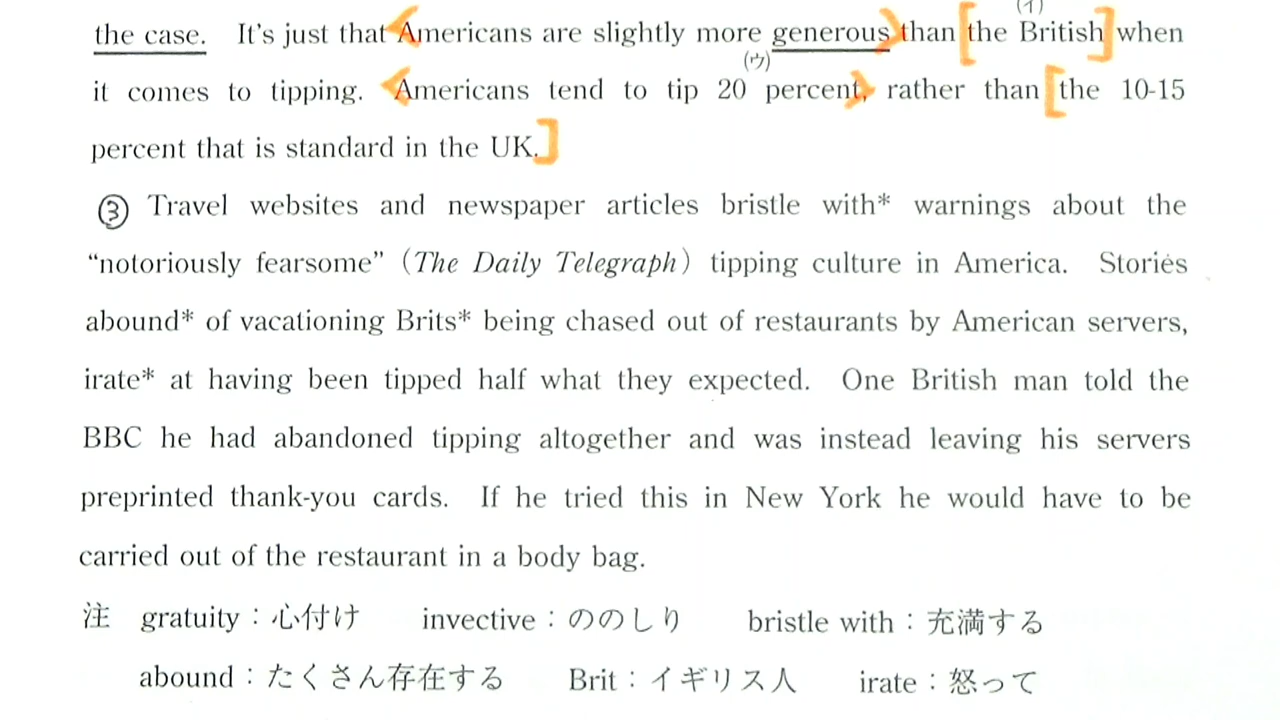 (イ)
the case. It's just that Americans are slightly more generous than the British when
(ウ)
it comes to tipping. Americans tend to tip 20 percent, rather than the 10-15
percent that is standard in the UK.
③ Travel websites and newspaper articles bristle with* warnings about the
“notoriously fearsome” (The Daily Telegraph) tipping culture in America. Stories
abound* of vacationing Brits* being chased out of restaurants by American servers,
irate* at having been tipped half what they expected. One British man told the
BBC he had abandoned tipping altogether and was instead leaving his servers
preprinted thank-you cards. If he tried this in New York he would have to be
carried out of the restaurant in a body bag.
注 gratuity：心付け invective：ののしり bristle with：充満する
abound：たくさん存在する Brit：イギリス人 irate：怒って